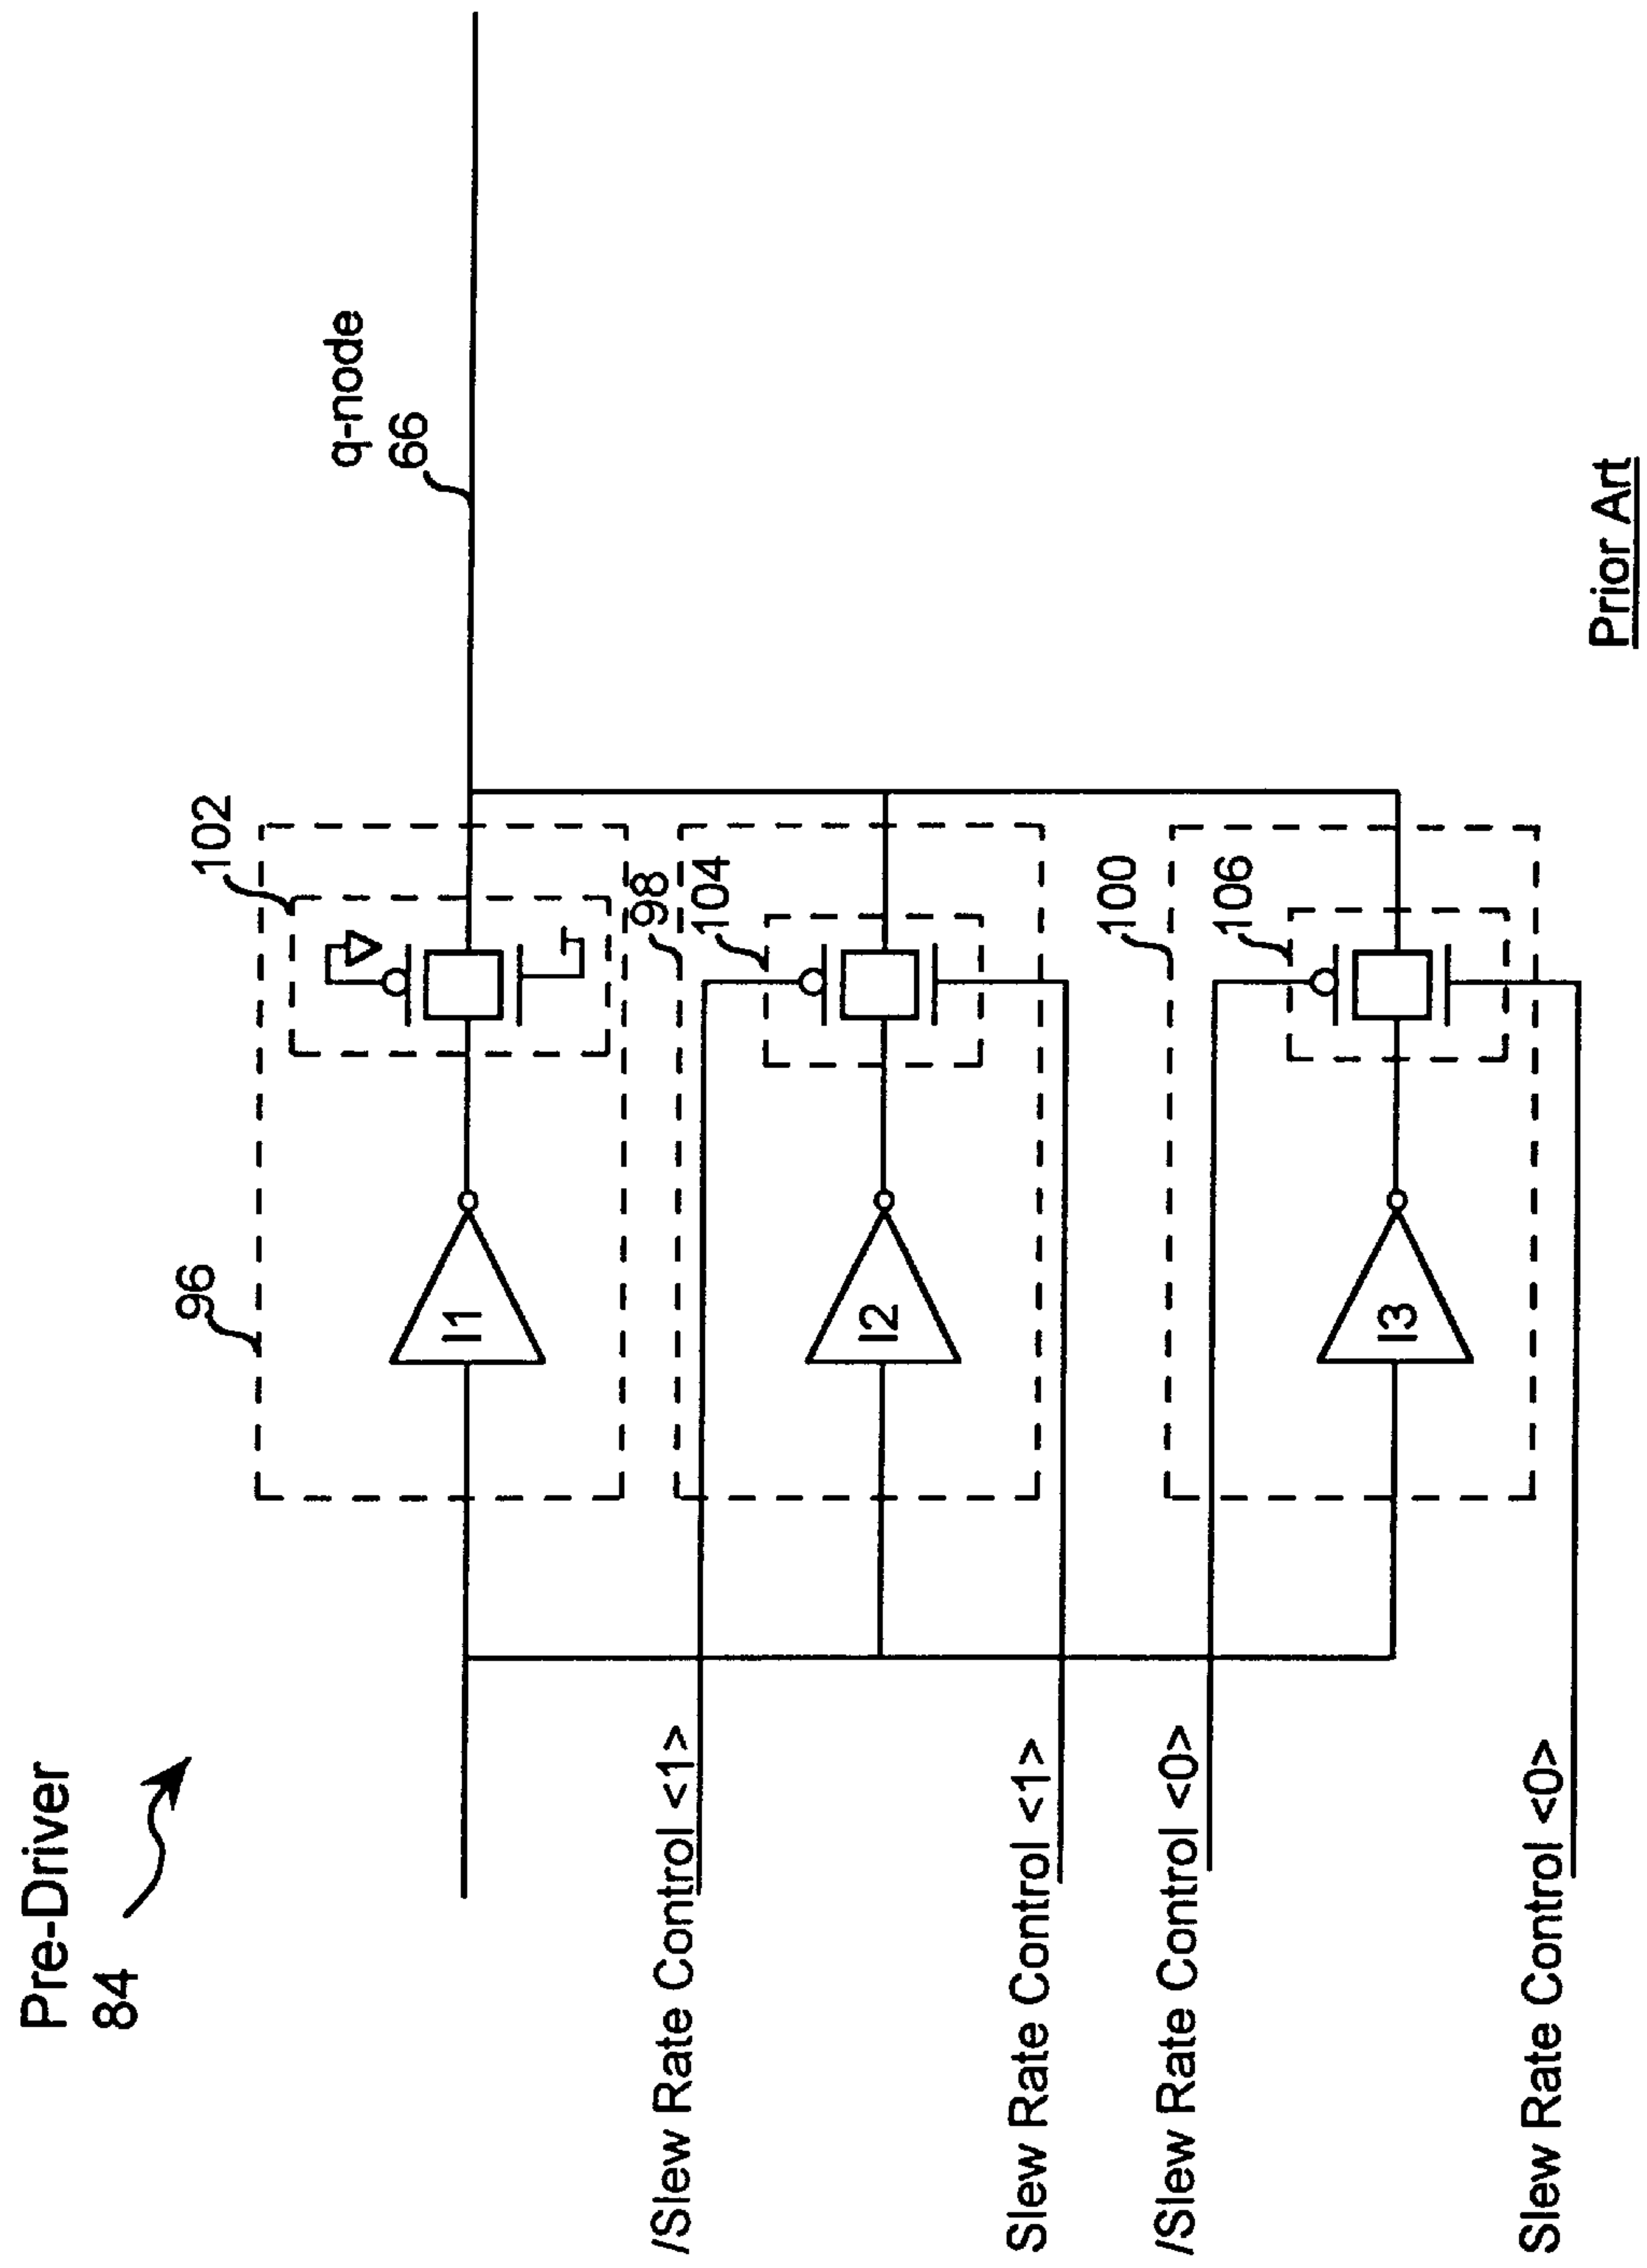 Pre-Driver
84
96
102
q-node
66
I1
/Slew Rate Control <1>
98
104
I2
Slew Rate Control <1>
/Slew Rate Control <0>
100
106
I3
Slew Rate Control <0>
Prior Art